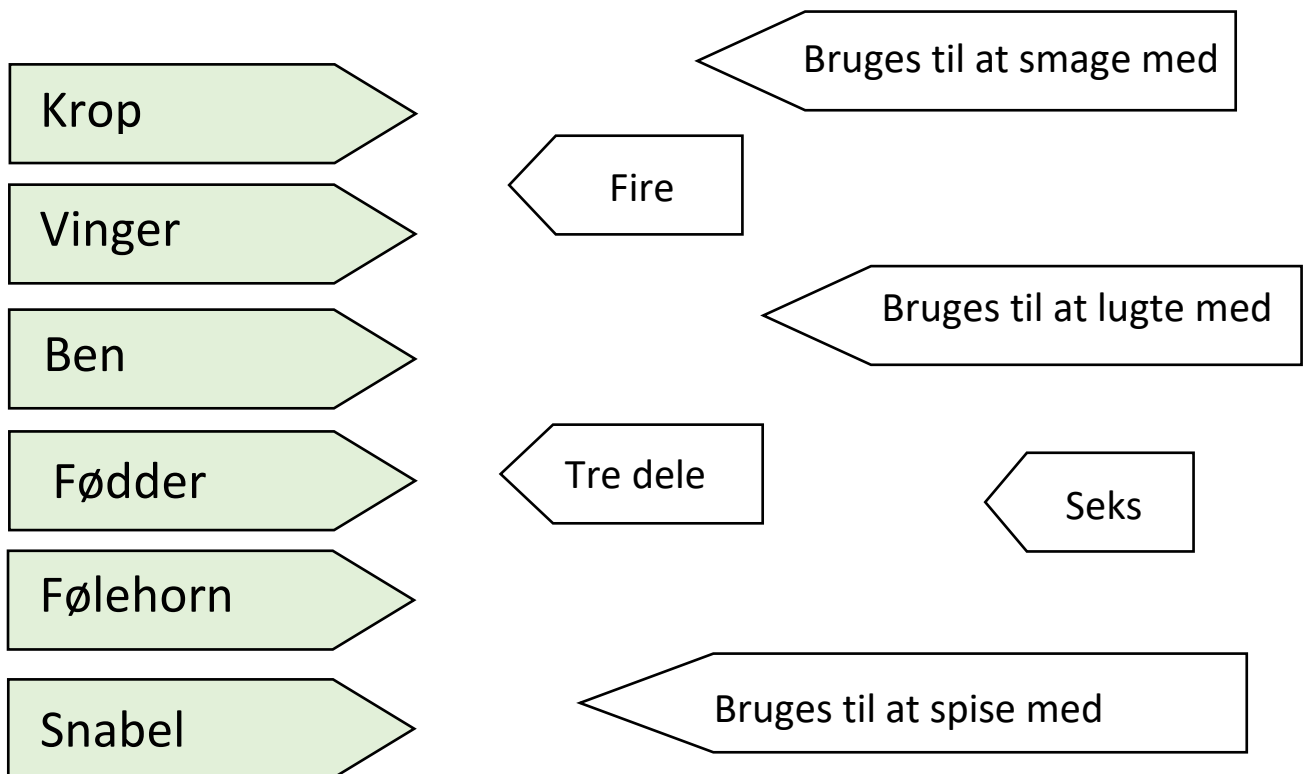 Krop
Vinger
Ben
Fødder
Følehorn
Snabel
Bruges til at smage med
Fire
Bruges til at lugte med
Tre dele
Seks
Bruges til at spise med